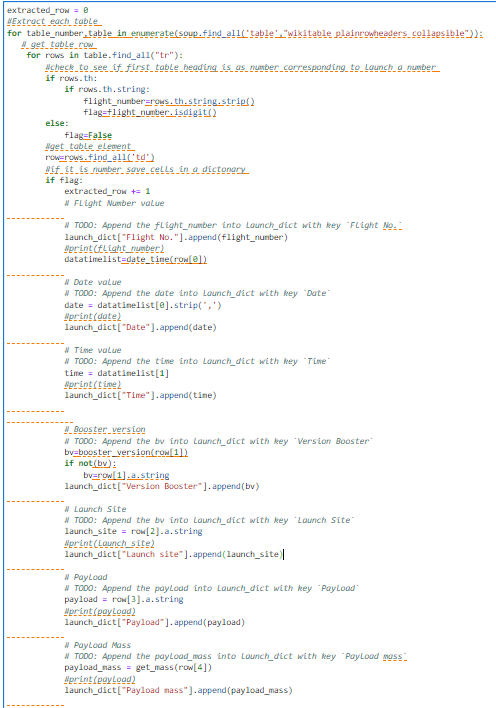 extracted_row = 0
#Extract each table
for table_number,table in enumerate(soup.find_all('table',"wikitable plainrowheaders collapsible")):
    # get table row
    for rows in table.find_all("tr"):
        #check to see if first table heading is as number corresponding to launch a number
        if rows.th:
            if rows.th.string:
                flight_number=rows.th.string.strip()
                flag=flight_number.isdigit()
        else:
            flag=False
        #get table element
        row=rows.find_all('td')
        #if it is number save cells in a dictonary
        if flag:
            extracted_row += 1
            # Flight Number value
            # TODO: Append the flight_number into launch_dict with key `Flight No.`
            launch_dict["Flight No."].append(flight_number)
            #print(flight_number)
            datatimelist=date_time(row[0])
            # Date value
            # TODO: Append the date into launch_dict with key `Date`
            date = datatimelist[0].strip(',')
            #print(date)
            launch_dict["Date"].append(date)
            # Time value
            # TODO: Append the time into launch_dict with key `Time`
            time = datatimelist[1]
            #print(time)
            launch_dict["Time"].append(time)
            # Booster version
            # TODO: Append the bv into launch_dict with key `Version Booster`
            bv=booster_version(row[1])
            if not(bv):
                bv=row[1].a.string
            launch_dict["Version Booster"].append(bv)
            # Launch Site
            # TODO: Append the bv into launch_dict with key `Launch Site`
            launch_site = row[2].a.string
            #print(launch_site)
            launch_dict["Launch site"].append(launch_site)
            # Payload
            # TODO: Append the payload into launch_dict with key `Payload`
            payload = row[3].a.string
            #print(payload)
            launch_dict["Payload"].append(payload)
            # Payload Mass
            # TODO: Append the payload_mass into launch_dict with key `Payload mass`
            payload_mass = get_mass(row[4])
            #print(payload)
            launch_dict["Payload mass"].append(payload_mass)